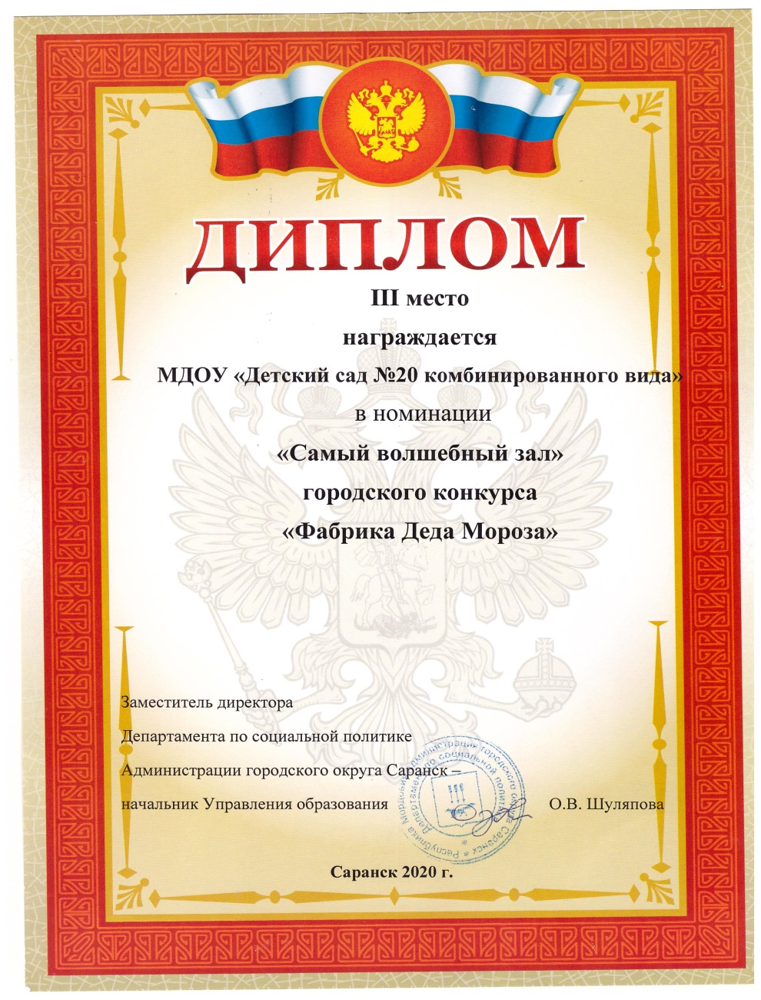 ДИПЛОМ
III место
награждается
МДОУ «Детский сад №20 комбинированного вида»
в номинации
«Самый волшебный зал»
городского конкурса
«Фабрика Деда Мороза»
Заместитель директора
Департамента по социальной политике
Администрации городского округа Саранск –
начальник Управления образования О.В. Шуляпова
Администрация городского округа Саранск * Республика Мордовия
Департамент по социальной политике
Саранск 2020 г.